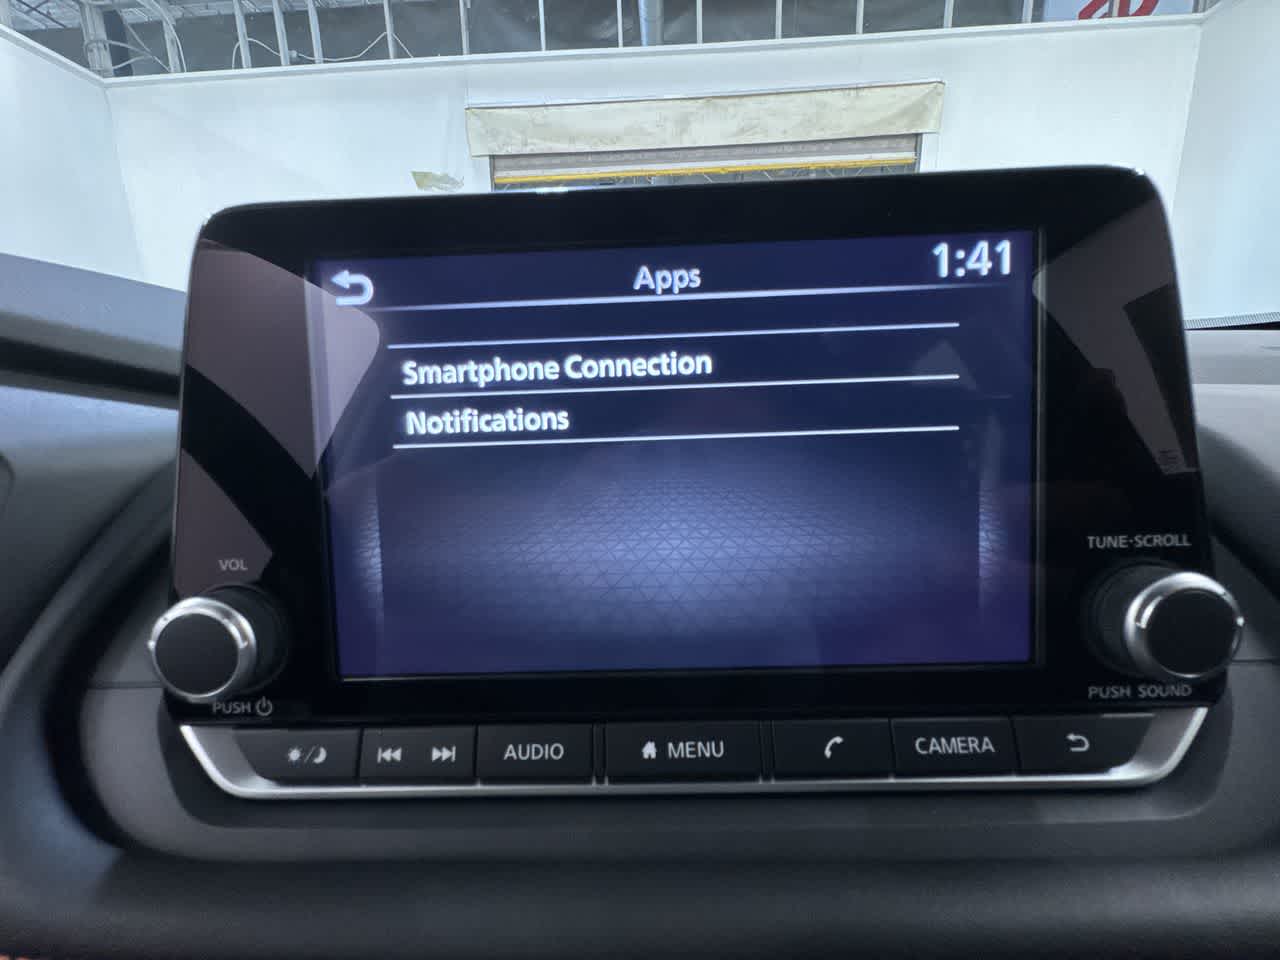 Apps
1:41
Smartphone Connection
Notifications
VOL
TUNE·SCROLL
PUSH
PUSH SOUND
AUDIO
MENU
CAMERA